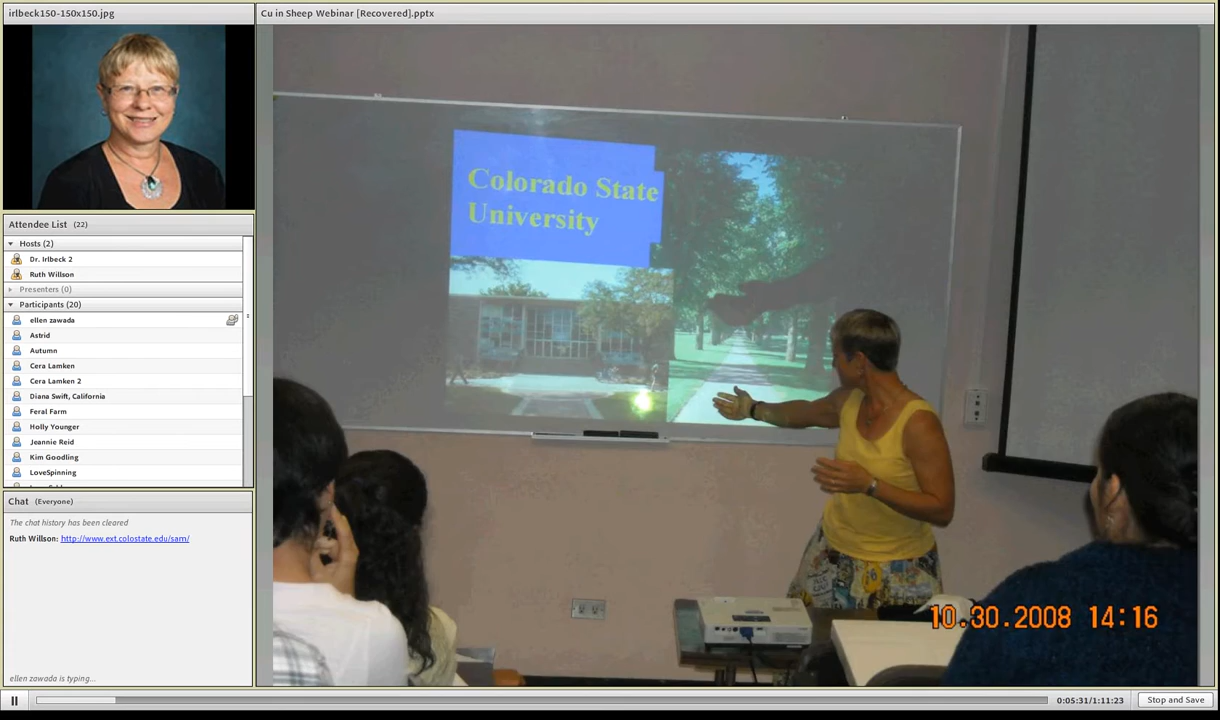 irlbeck150-150x150.jpg
Cu in Sheep Webinar [Recovered].pptx
Colorado State
University
Attendee List (22)
Hosts (2)
Dr. Irlbeck 2
Ruth Willson
Presenters (0)
Participants (20)
ellen zawada
Astrid
Autumn
Cera Lamken
Cera Lamken 2
Diana Swift, California
Feral Farm
Holly Younger
Jeannie Reid
Kim Goodling
LoveSpinning
Chat (Everyone)
The chat history has been cleared
Ruth Willson: http://www.ext.colostate.edu/sam/
ellen zawada is typing...
10.30.2008 14:16
0:05:31/1:11:23
Stop and Save